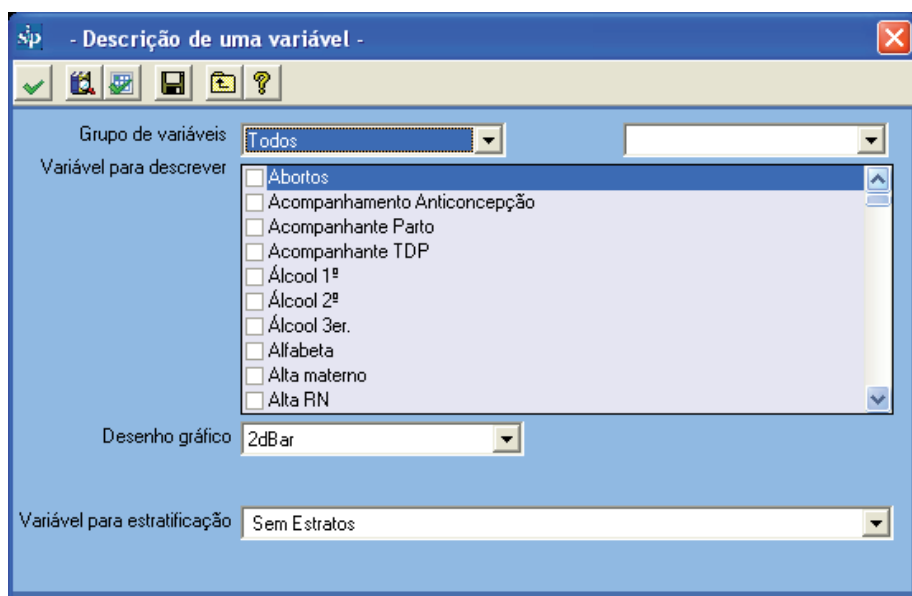 sip - Descrição de uma variável -
Grupo de variáveis Todos
Variável para descrever
Abortos
Acompanhamento Anticoncepção
Acompanhante Parto
Acompanhante TDP
Álcool 1º
Álcool 2º
Álcool 3er.
Alfabeta
Alta materno
Alta RN
Desenho gráfico 2dBar
Variável para estratificação Sem Estratos